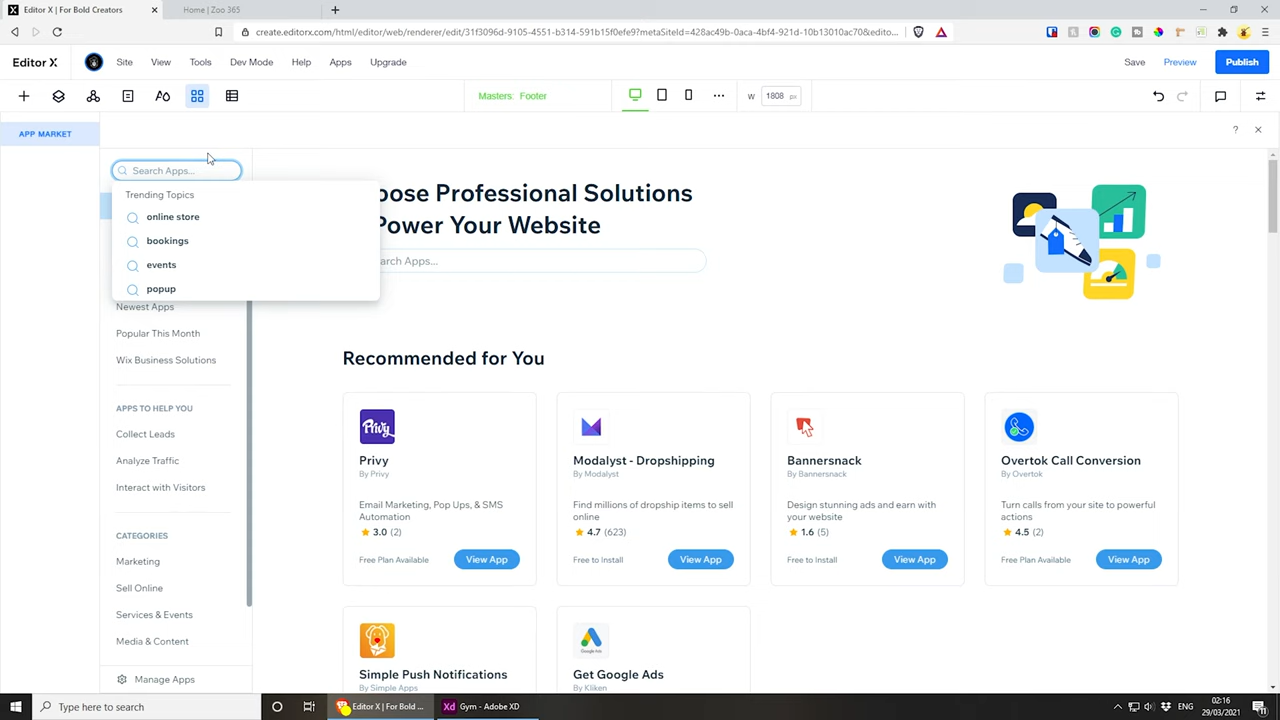 Editor X | For Bold Creators
Home | Zoo 365
create.editorx.com/html/editor/web/renderer/edit/31f3096d-9105-4551-b314-591b15f0efe9?metaSiteId=428ac49b-0aca-4bf4-921d-10b13010ac70&edito...
Editor X
Site
View
Tools
Dev Mode
Help
Apps
Upgrade
Save
Preview
Publish
Masters: Footer
W 1808 px
APP MARKET
?
Search Apps...
Trending Topics
online store
bookings
events
popup
Newest Apps
Popular This Month
Wix Business Solutions
APPS TO HELP YOU
Collect Leads
Analyze Traffic
Interact with Visitors
CATEGORIES
Marketing
Sell Online
Services & Events
Media & Content
Manage Apps
oose Professional Solutions
Power Your Website
arch Apps...
Recommended for You
Privy
Privy
By Privy
Email Marketing, Pop Ups, & SMS
Automation
3.0 (2)
Free Plan Available
View App
Modalyst - Dropshipping
By Modalyst
Find millions of dropship items to sell
online
4.7 (623)
Free to Install
View App
Bannersnack
By Bannersnack
Design stunning ads and earn with
your website
1.6 (5)
Free to Install
View App
Overtok Call Conversion
By Overtok
Turn calls from your site to powerful
actions
4.5 (2)
Free Plan Available
View App
Simple Push Notifications
By Simple Apps
Google Ads
Get Google Ads
By Kliken
Type here to search
Editor X | For Bold ...
Xd
Gym - Adobe XD
ENG
02:16
29/03/2021